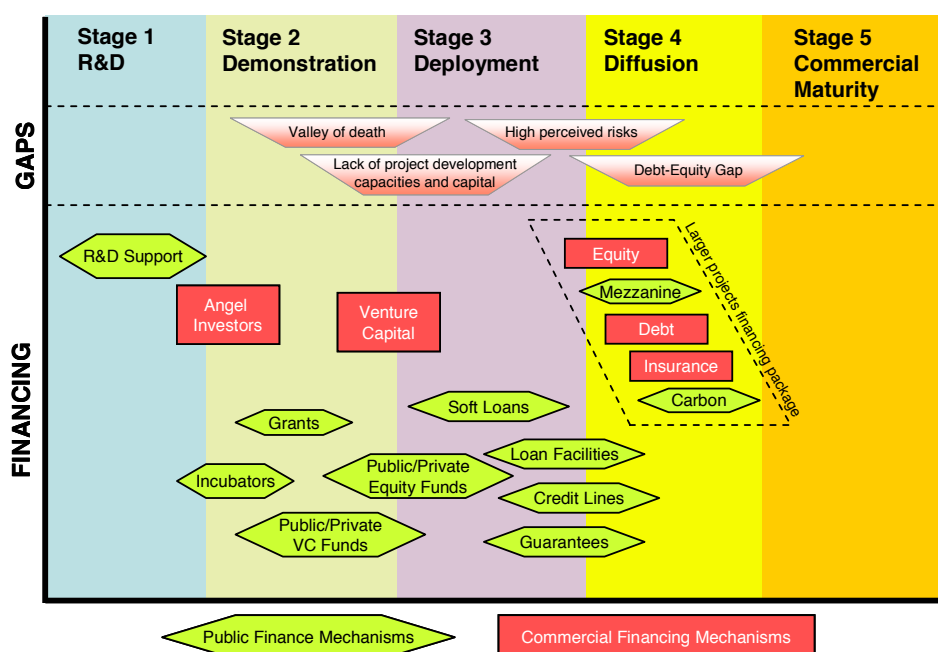 Stage 1
R&D
Stage 2
Demonstration
Stage 3
Deployment
Stage 4
Diffusion
Stage 5
Commercial
Maturity
GAPS
Valley of death
High perceived risks
Lack of project development
capacities and capital
Debt-Equity Gap
FINANCING
R&D Support
Equity
Mezzanine
Larger projects financing package
Angel
Investors
Venture
Capital
Debt
Insurance
Carbon
Soft Loans
Grants
Loan Facilities
Public/Private
Equity Funds
Incubators
Credit Lines
Public/Private
VC Funds
Guarantees
Public Finance Mechanisms
Commercial Financing Mechanisms